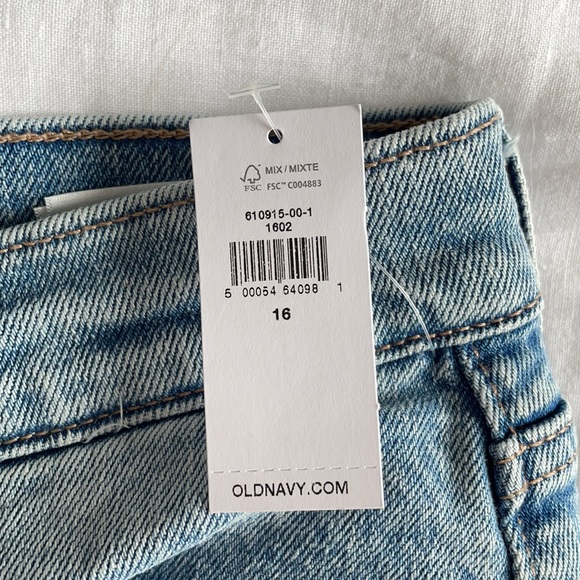 MIX / MIXTE
FSC FSC™ C004883
610915-00-1
1602
5 00054 64098 1
16
OLDNAVY.COM